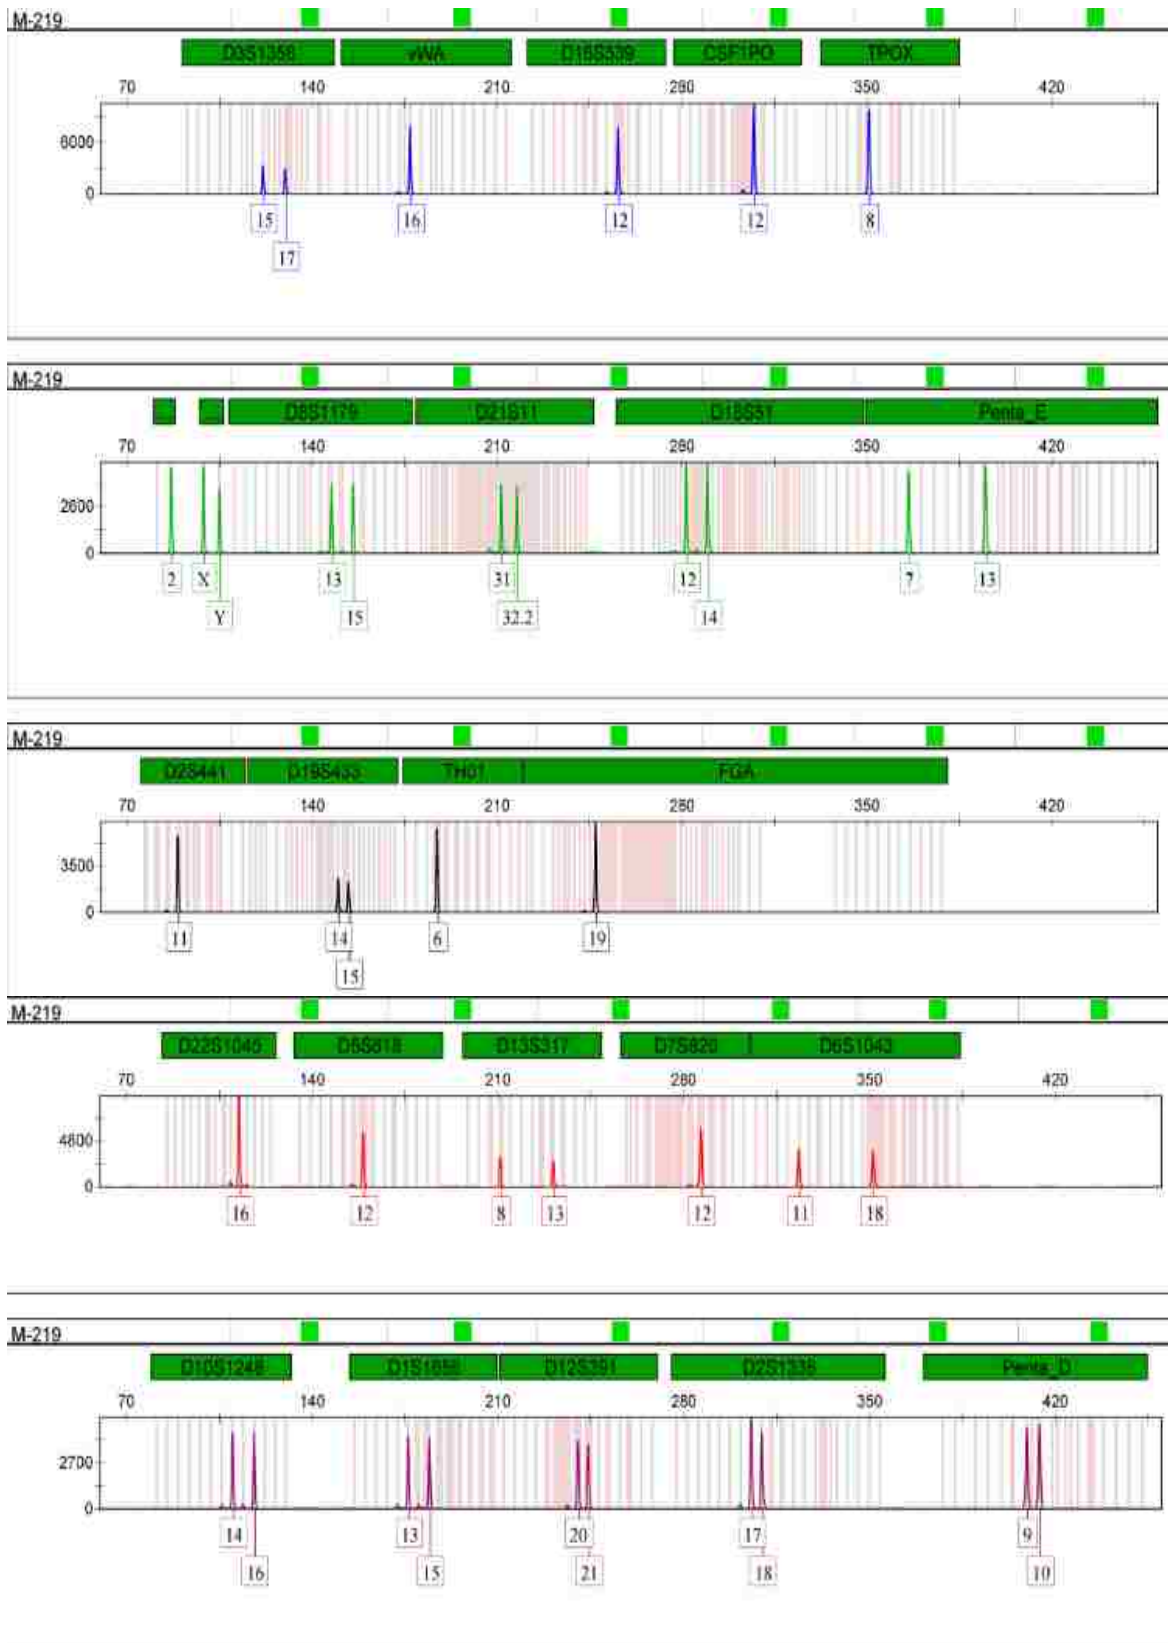 M-219
D3S1358 vWA D16S539 CSF1PO TPOX
70 140 210 280 350 420
6000
0
15 16 12 12 8
17
M-219
D8S1179 D21S11 D18S51 Penta_E
70 140 210 280 350 420
2600
0
2 X 13 31 12 7 13
Y 15 32.2 14
M-219
D2S441 D19S433 TH01 FGA
70 140 210 280 350 420
3500
0
11 14 6 19
15
M-219
D22S1045 D5S818 D13S317 D7S820 D6S1043
70 140 210 280 350 420
4600
0
16 12 8 13 12 11 18
M-219
D10S1248 D1S1656 D12S391 D2S1338 Penta_D
70 140 210 280 350 420
2700
0
14 13 20 17 9
16 15 21 18 10